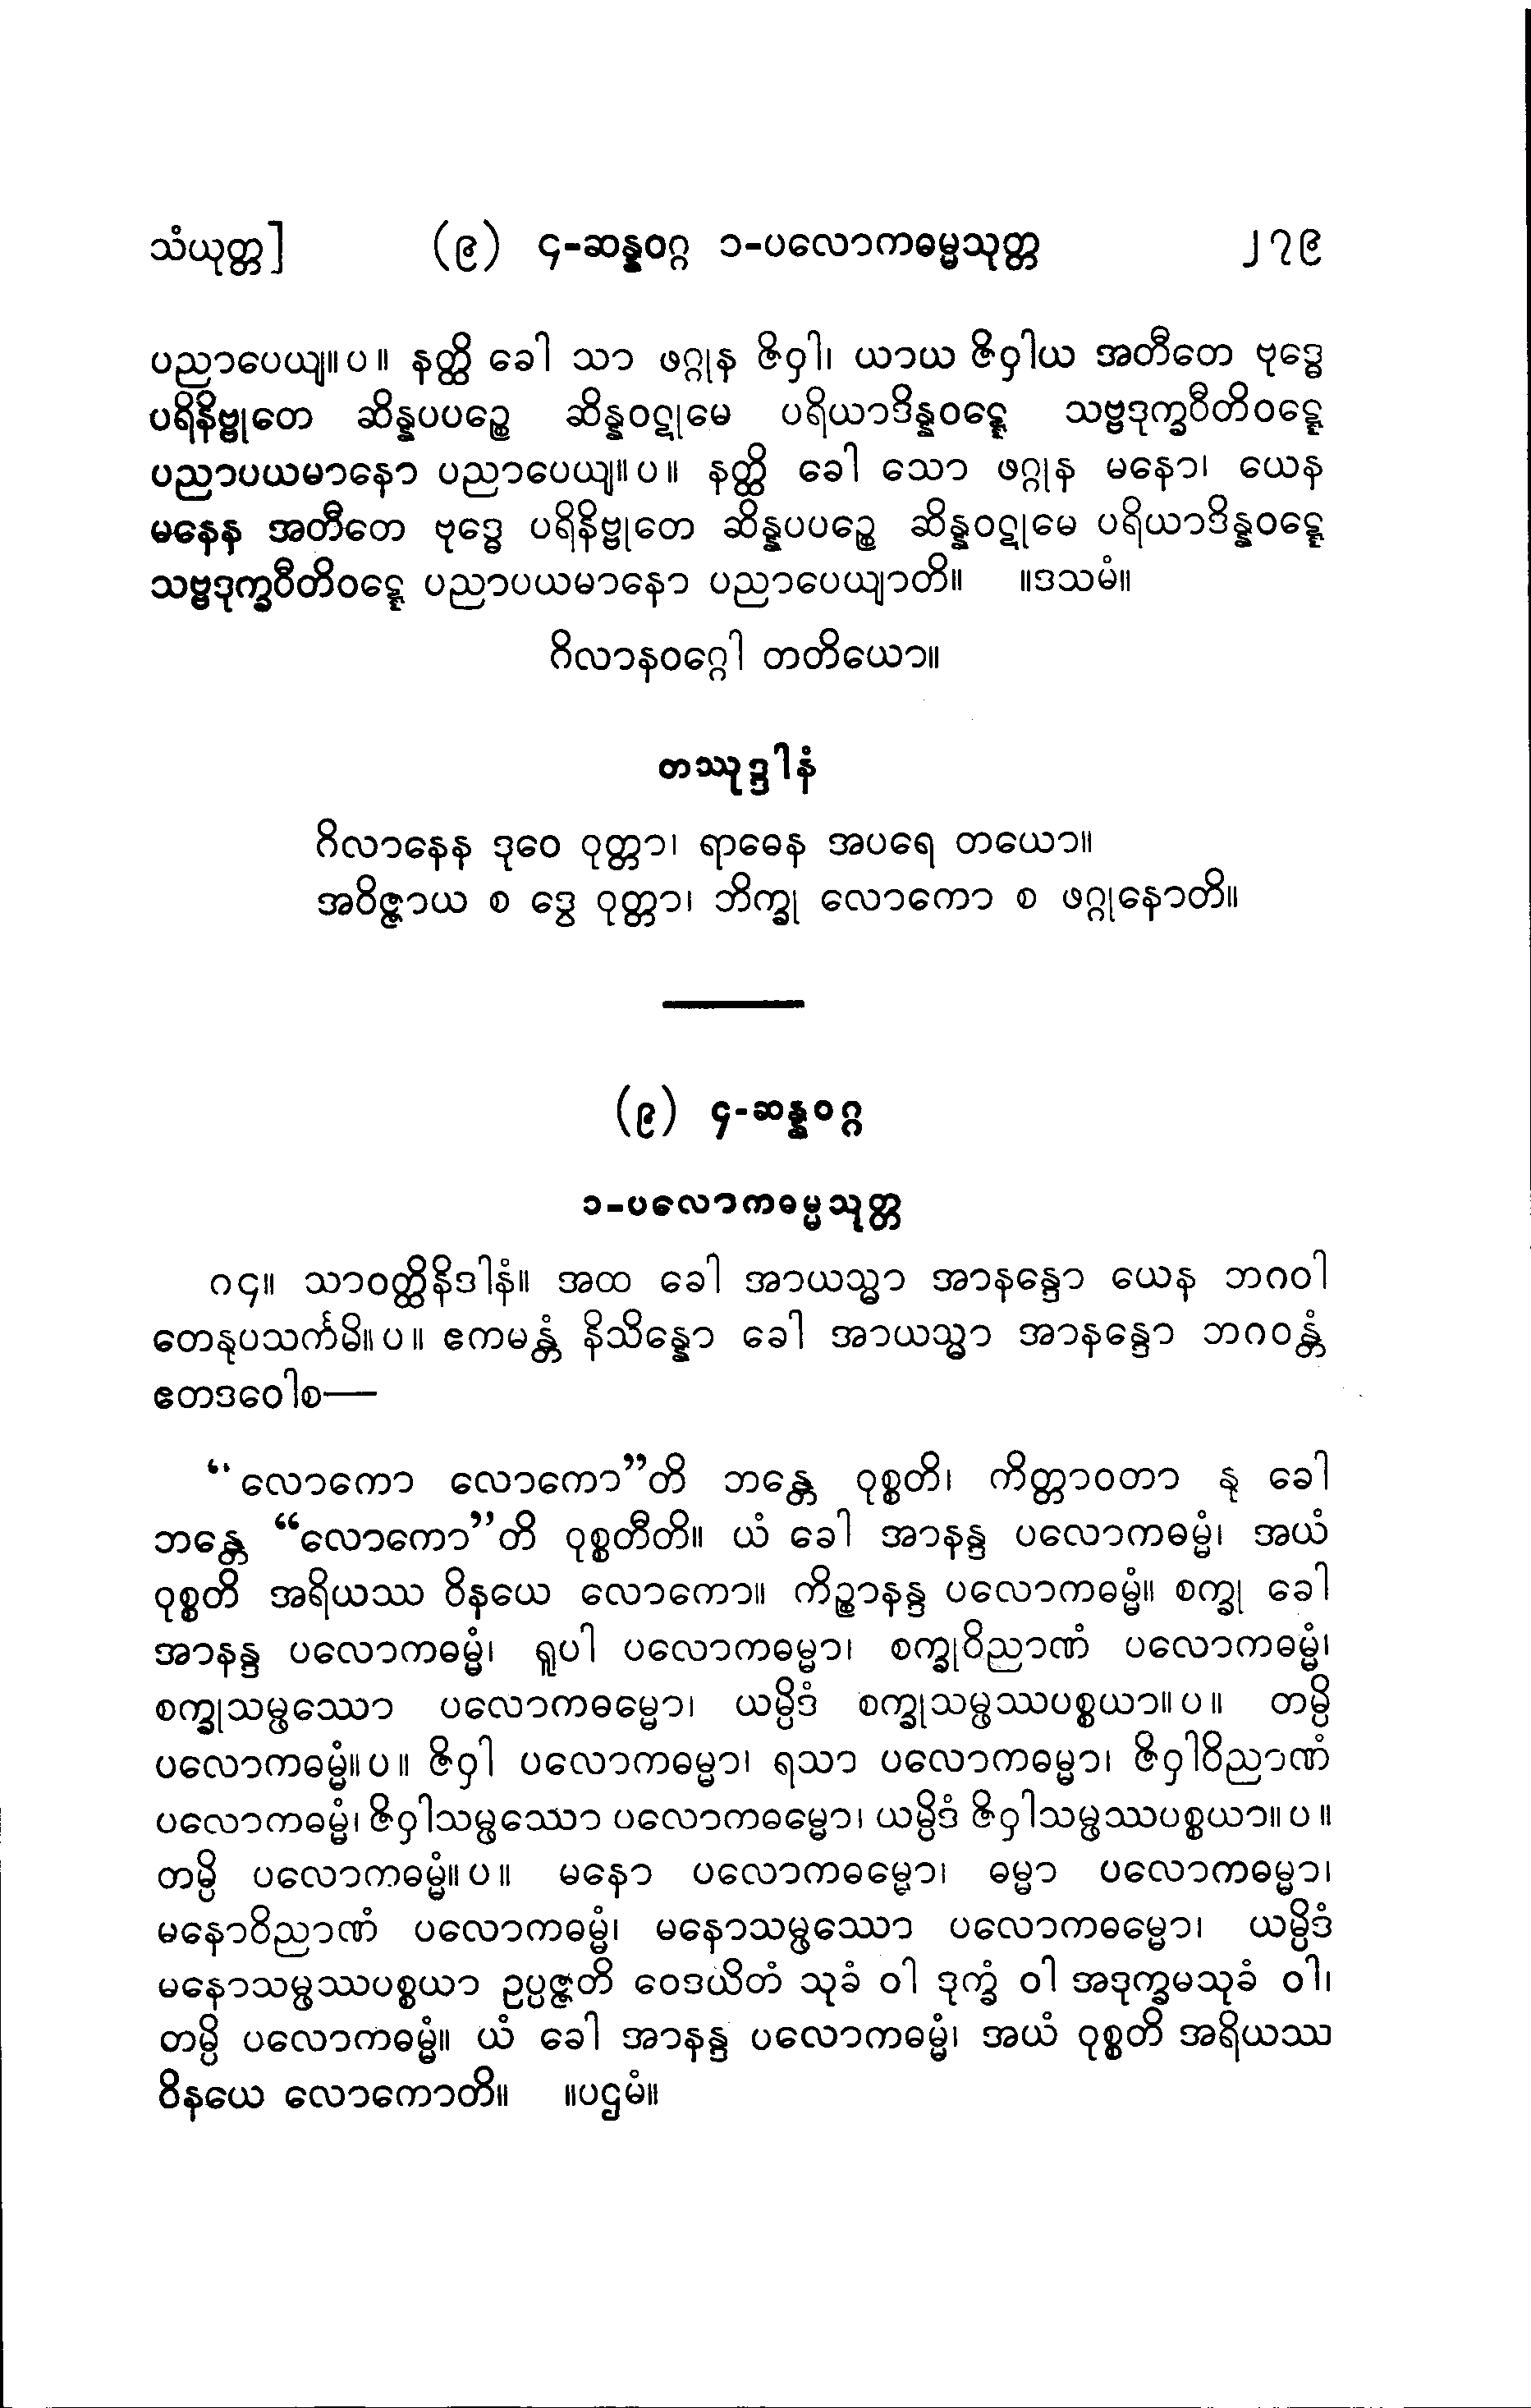 သံယုတ္တ] (၉) ၄-ဆန္နဝဂ္ဂ ၁-ပလောကဓမ္မသုတ္တ ၂၇၉
ပညာပေယျ။ပ။ နတ္ထိ ခေါ သာ ဖဂ္ဂုန ဇိဝှါ၊ ယာယ ဇိဝှါယ အတီတေ ဗုဒ္ဓေ
ပရိနိဗ္ဗုတေ ဆိန္နပပဉ္စေ ဆိန္နဝဋုမေ ပရိယာဒိန္နဝဋ္ဋေ သဗ္ဗဒုက္ခဝီတိဝဋ္ဋေ
ပညာပယမာနော ပညာပေယျ။ပ။ နတ္ထိ ခေါ သော ဖဂ္ဂုန မနော၊ ယေန
မနေန အတီတေ ဗုဒ္ဓေ ပရိနိဗ္ဗုတေ ဆိန္နပပဉ္စေ ဆိန္နဝဋုမေ ပရိယာဒိန္နဝဋ္ဋေ
သဗ္ဗဒုက္ခဝီတိဝဋ္ဋေ ပညာပယမာနော ပညာပေယျာတိ။ ။ဒသမံ။
ဂိလာနဝဂ္ဂေါ တတိယော။
တဿုဒ္ဒါနံ
ဂိလာနေန ဒုဝေ ဝုတ္တာ၊ ရာဓေန အပရေ တယော။
အဝိဇ္ဇာယ စ ဒွေ ဝုတ္တာ၊ ဘိက္ခု လောကော စ ဖဂ္ဂုနောတိ။
(၉) ၄-ဆန္နဝဂ္ဂ
၁-ပလောကဓမ္မသုတ္တ
၈၄။ သာဝတ္ထိနိဒါနံ။ အထ ခေါ အာယသ္မာ အာနန္ဒော ယေန ဘဂဝါ
တေနုပသင်္ကမိ။ပ။ ဧကမန္တံ နိသိန္နော ခေါ အာယသ္မာ အာနန္ဒော ဘဂဝန္တံ
ဧတဒဝေါစ—
“လောကော လောကော”တိ ဘန္တေ ဝုစ္စတိ၊ ကိတ္တာဝတာ နု ခေါ
ဘန္တေ “လောကော”တိ ဝုစ္စတီတိ။ ယံ ခေါ အာနန္ဒ ပလောကဓမ္မံ၊ အယံ
ဝုစ္စတိ အရိယဿ ဝိနယေ လောကော။ ကိဉ္စာနန္ဒ ပလောကဓမ္မံ။ စက္ခု ခေါ
အာနန္ဒ ပလောကဓမ္မံ၊ ရူပါ ပလောကဓမ္မာ၊ စက္ခုဝိညာဏံ ပလောကဓမ္မံ၊
စက္ခုသမ္ဖဿော ပလောကဓမ္မော၊ ယမ္ပိဒံ စက္ခုသမ္ဖဿပစ္စယာ။ပ။ တမ္ပိ
ပလောကဓမ္မံ။ပ။ ဇိဝှါ ပလောကဓမ္မာ၊ ရသာ ပလောကဓမ္မာ၊ ဇိဝှါဝိညာဏံ
ပလောကဓမ္မံ၊ ဇိဝှါသမ္ဖဿော ပလောကဓမ္မော၊ ယမ္ပိဒံ ဇိဝှါသမ္ဖဿပစ္စယာ။ပ။
တမ္ပိ ပလောကဓမ္မံ။ပ။ မနော ပလောကဓမ္မော၊ ဓမ္မာ ပလောကဓမ္မာ၊
မနောဝိညာဏံ ပလောကဓမ္မံ၊ မနောသမ္ဖဿော ပလောကဓမ္မော၊ ယမ္ပိဒံ
မနောသမ္ဖဿပစ္စယာ ဥပ္ပဇ္ဇတိ ဝေဒယိတံ သုခံ ဝါ ဒုက္ခံ ဝါ အဒုက္ခမသုခံ ဝါ၊
တမ္ပိ ပလောကဓမ္မံ။ ယံ ခေါ အာနန္ဒ ပလောကဓမ္မံ၊ အယံ ဝုစ္စတိ အရိယဿ
ဝိနယေ လောကောတိ။ ။ပဌမံ။